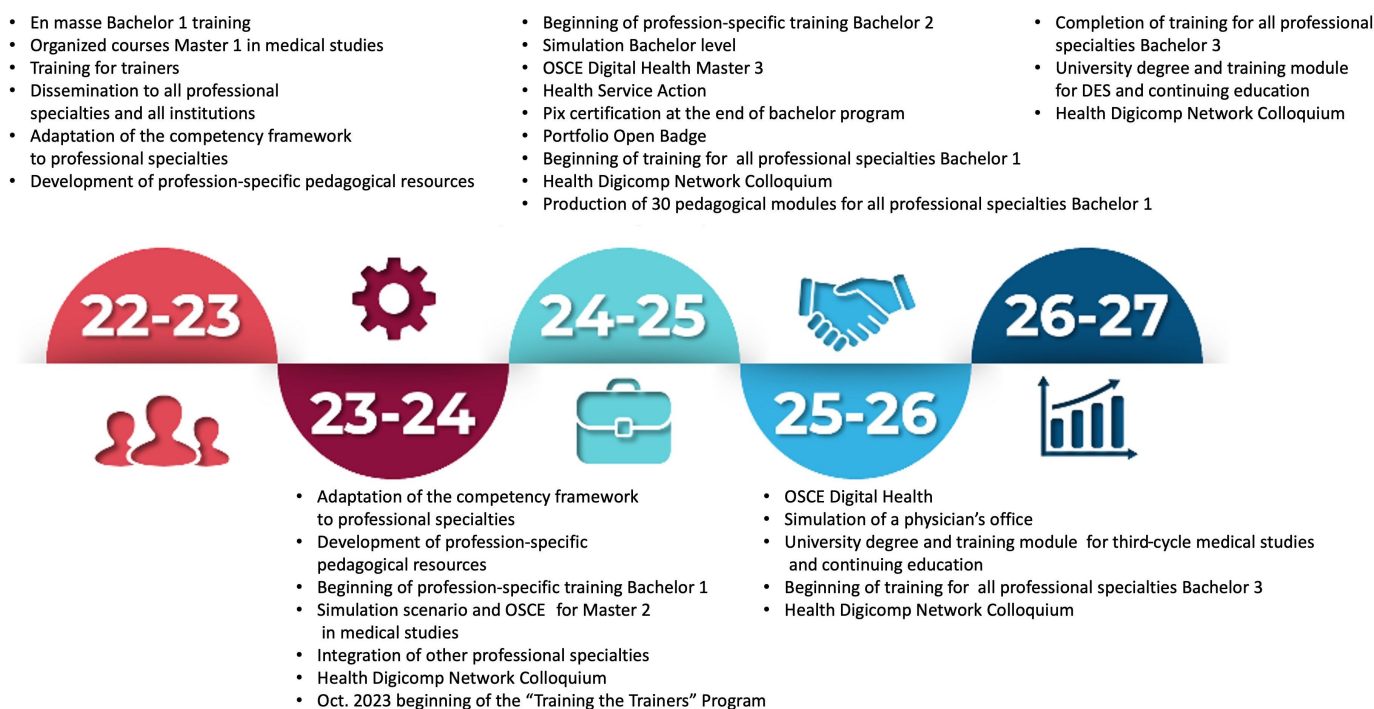 • En masse Bachelor 1 training
• Organized courses Master 1 in medical studies
• Training for trainers
• Dissemination to all professional
specialties and all institutions
• Adaptation of the competency framework
to professional specialties
• Development of profession-specific pedagogical resources
• Beginning of profession-specific training Bachelor 2
• Simulation Bachelor level
• OSCE Digital Health Master 3
• Health Service Action
• Pix certification at the end of bachelor program
• Portfolio Open Badge
• Beginning of training for all professional specialties Bachelor 1
• Health Digicomp Network Colloquium
• Production of 30 pedagogical modules for all professional specialties Bachelor 1
• Completion of training for all professional
specialties Bachelor 3
• University degree and training module
for DES and continuing education
• Health Digicomp Network Colloquium
22-23
24-25
26-27
23-24
25-26
• Adaptation of the competency framework
to professional specialties
• Development of profession-specific
pedagogical resources
• Beginning of profession-specific training Bachelor 1
• Simulation scenario and OSCE for Master 2
in medical studies
• Integration of other professional specialties
• Health Digicomp Network Colloquium
• Oct. 2023 beginning of the “Training the Trainers” Program
• OSCE Digital Health
• Simulation of a physician’s office
• University degree and training module for third-cycle medical studies
and continuing education
• Beginning of training for all professional specialties Bachelor 3
• Health Digicomp Network Colloquium